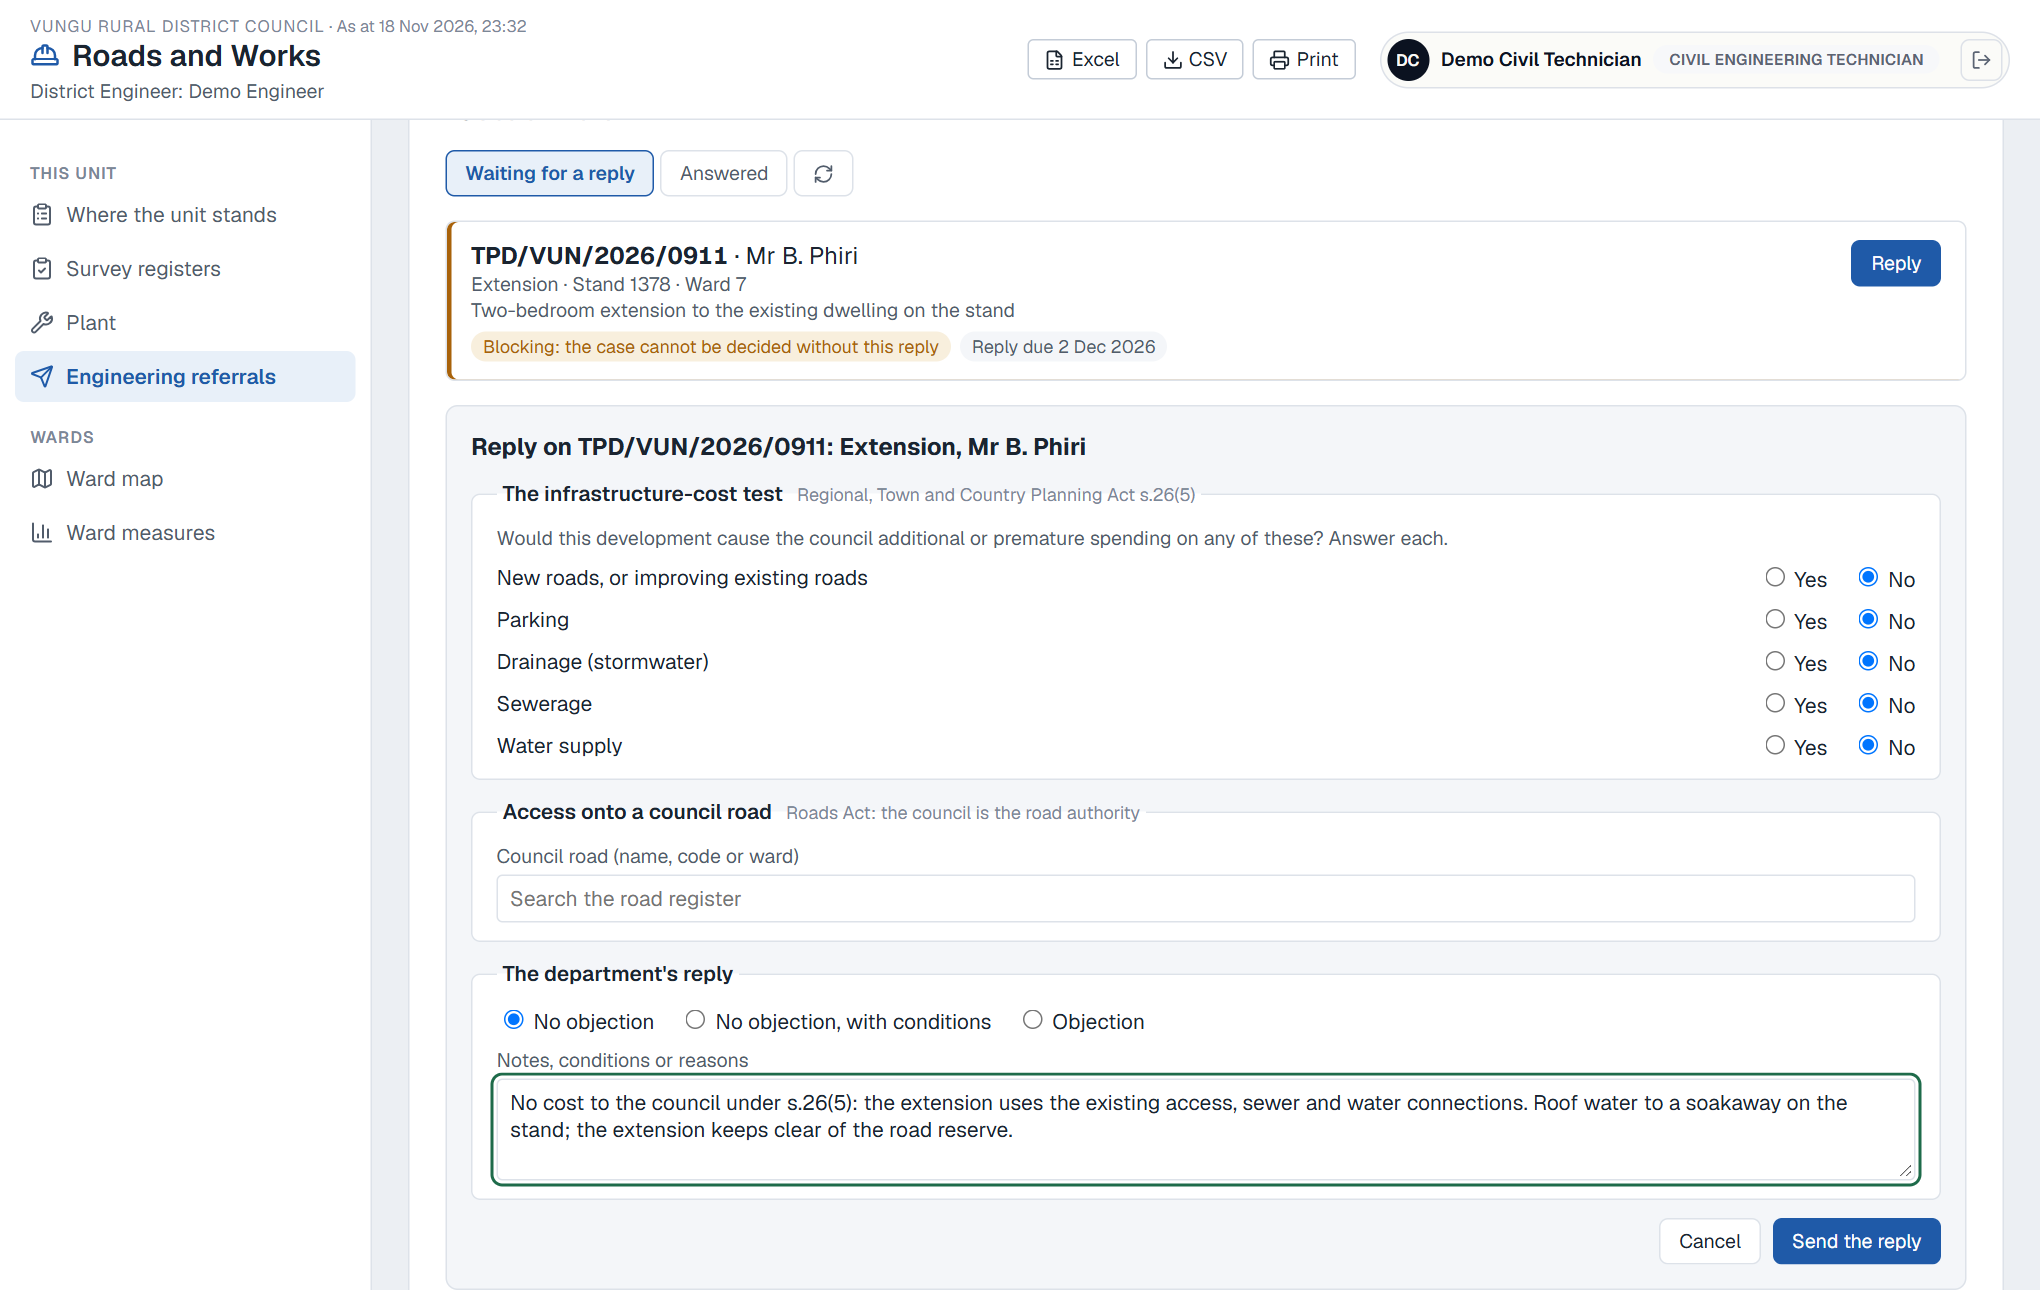 VUNGU RURAL DISTRICT COUNCIL · As at 18 Nov 2026, 23:32
Roads and Works
District Engineer: Demo Engineer
Excel
CSV
Print
DC
Demo Civil Technician
CIVIL ENGINEERING TECHNICIAN
THIS UNIT
Where the unit stands
Survey registers
Plant
Engineering referrals
WARDS
Ward map
Ward measures
Waiting for a reply
Answered
TPD/VUN/2026/0911 · Mr B. Phiri
Extension · Stand 1378 · Ward 7
Two-bedroom extension to the existing dwelling on the stand
Blocking: the case cannot be decided without this reply
Reply due 2 Dec 2026
Reply
Reply on TPD/VUN/2026/0911: Extension, Mr B. Phiri
The infrastructure-cost test Regional, Town and Country Planning Act s.26(5)
Would this development cause the council additional or premature spending on any of these? Answer each.
New roads, or improving existing roads Yes No
Parking Yes No
Drainage (stormwater) Yes No
Sewerage Yes No
Water supply Yes No
Access onto a council road Roads Act: the council is the road authority
Council road (name, code or ward)
Search the road register
The department's reply
No objection No objection, with conditions Objection
Notes, conditions or reasons
No cost to the council under s.26(5): the extension uses the existing access, sewer and water connections. Roof water to a soakaway on the
stand; the extension keeps clear of the road reserve.
Cancel
Send the reply